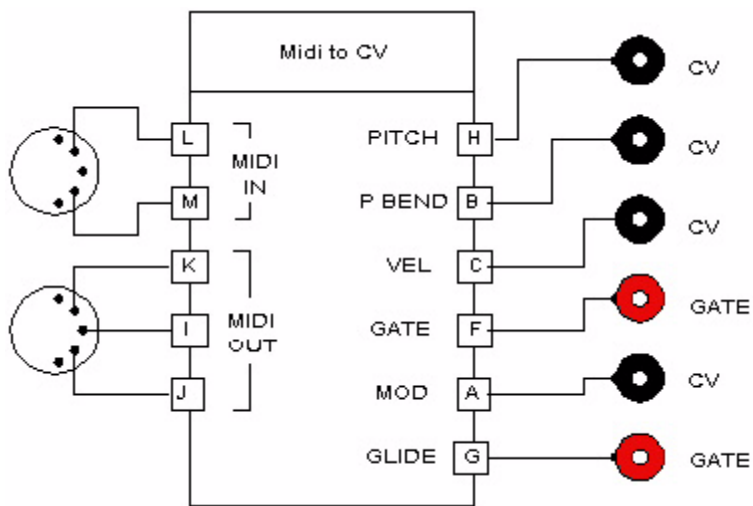 Midi to CV
CV
L
MIDI
IN
PITCH
H
CV
M
P BEND
B
CV
K
VEL
C
MIDI
OUT
I
GATE
F
GATE
J
MOD
A
CV
GLIDE
G
GATE